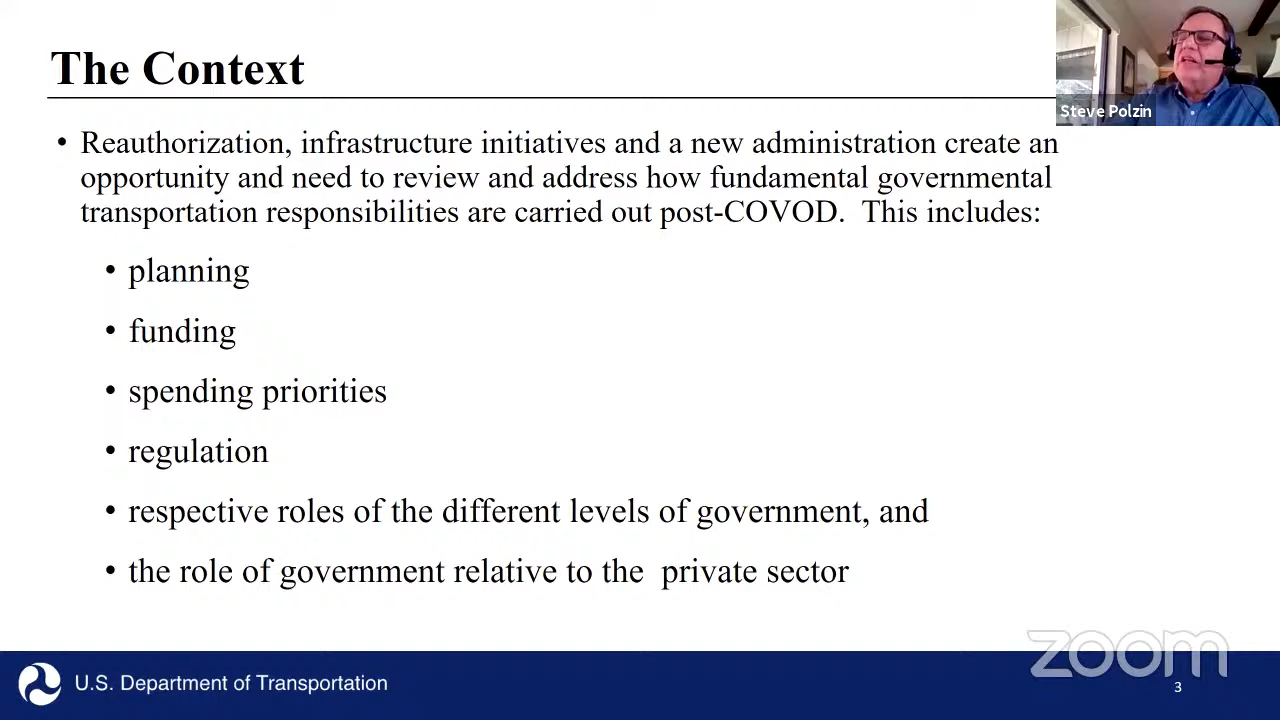 The Context
Steve Polzin
• Reauthorization, infrastructure initiatives and a new administration create an
opportunity and need to review and address how fundamental governmental
transportation responsibilities are carried out post-COVOD.  This includes:
• planning
• funding
• spending priorities
• regulation
• respective roles of the different levels of government, and
• the role of government relative to the  private sector
zoom
U.S. Department of Transportation
3